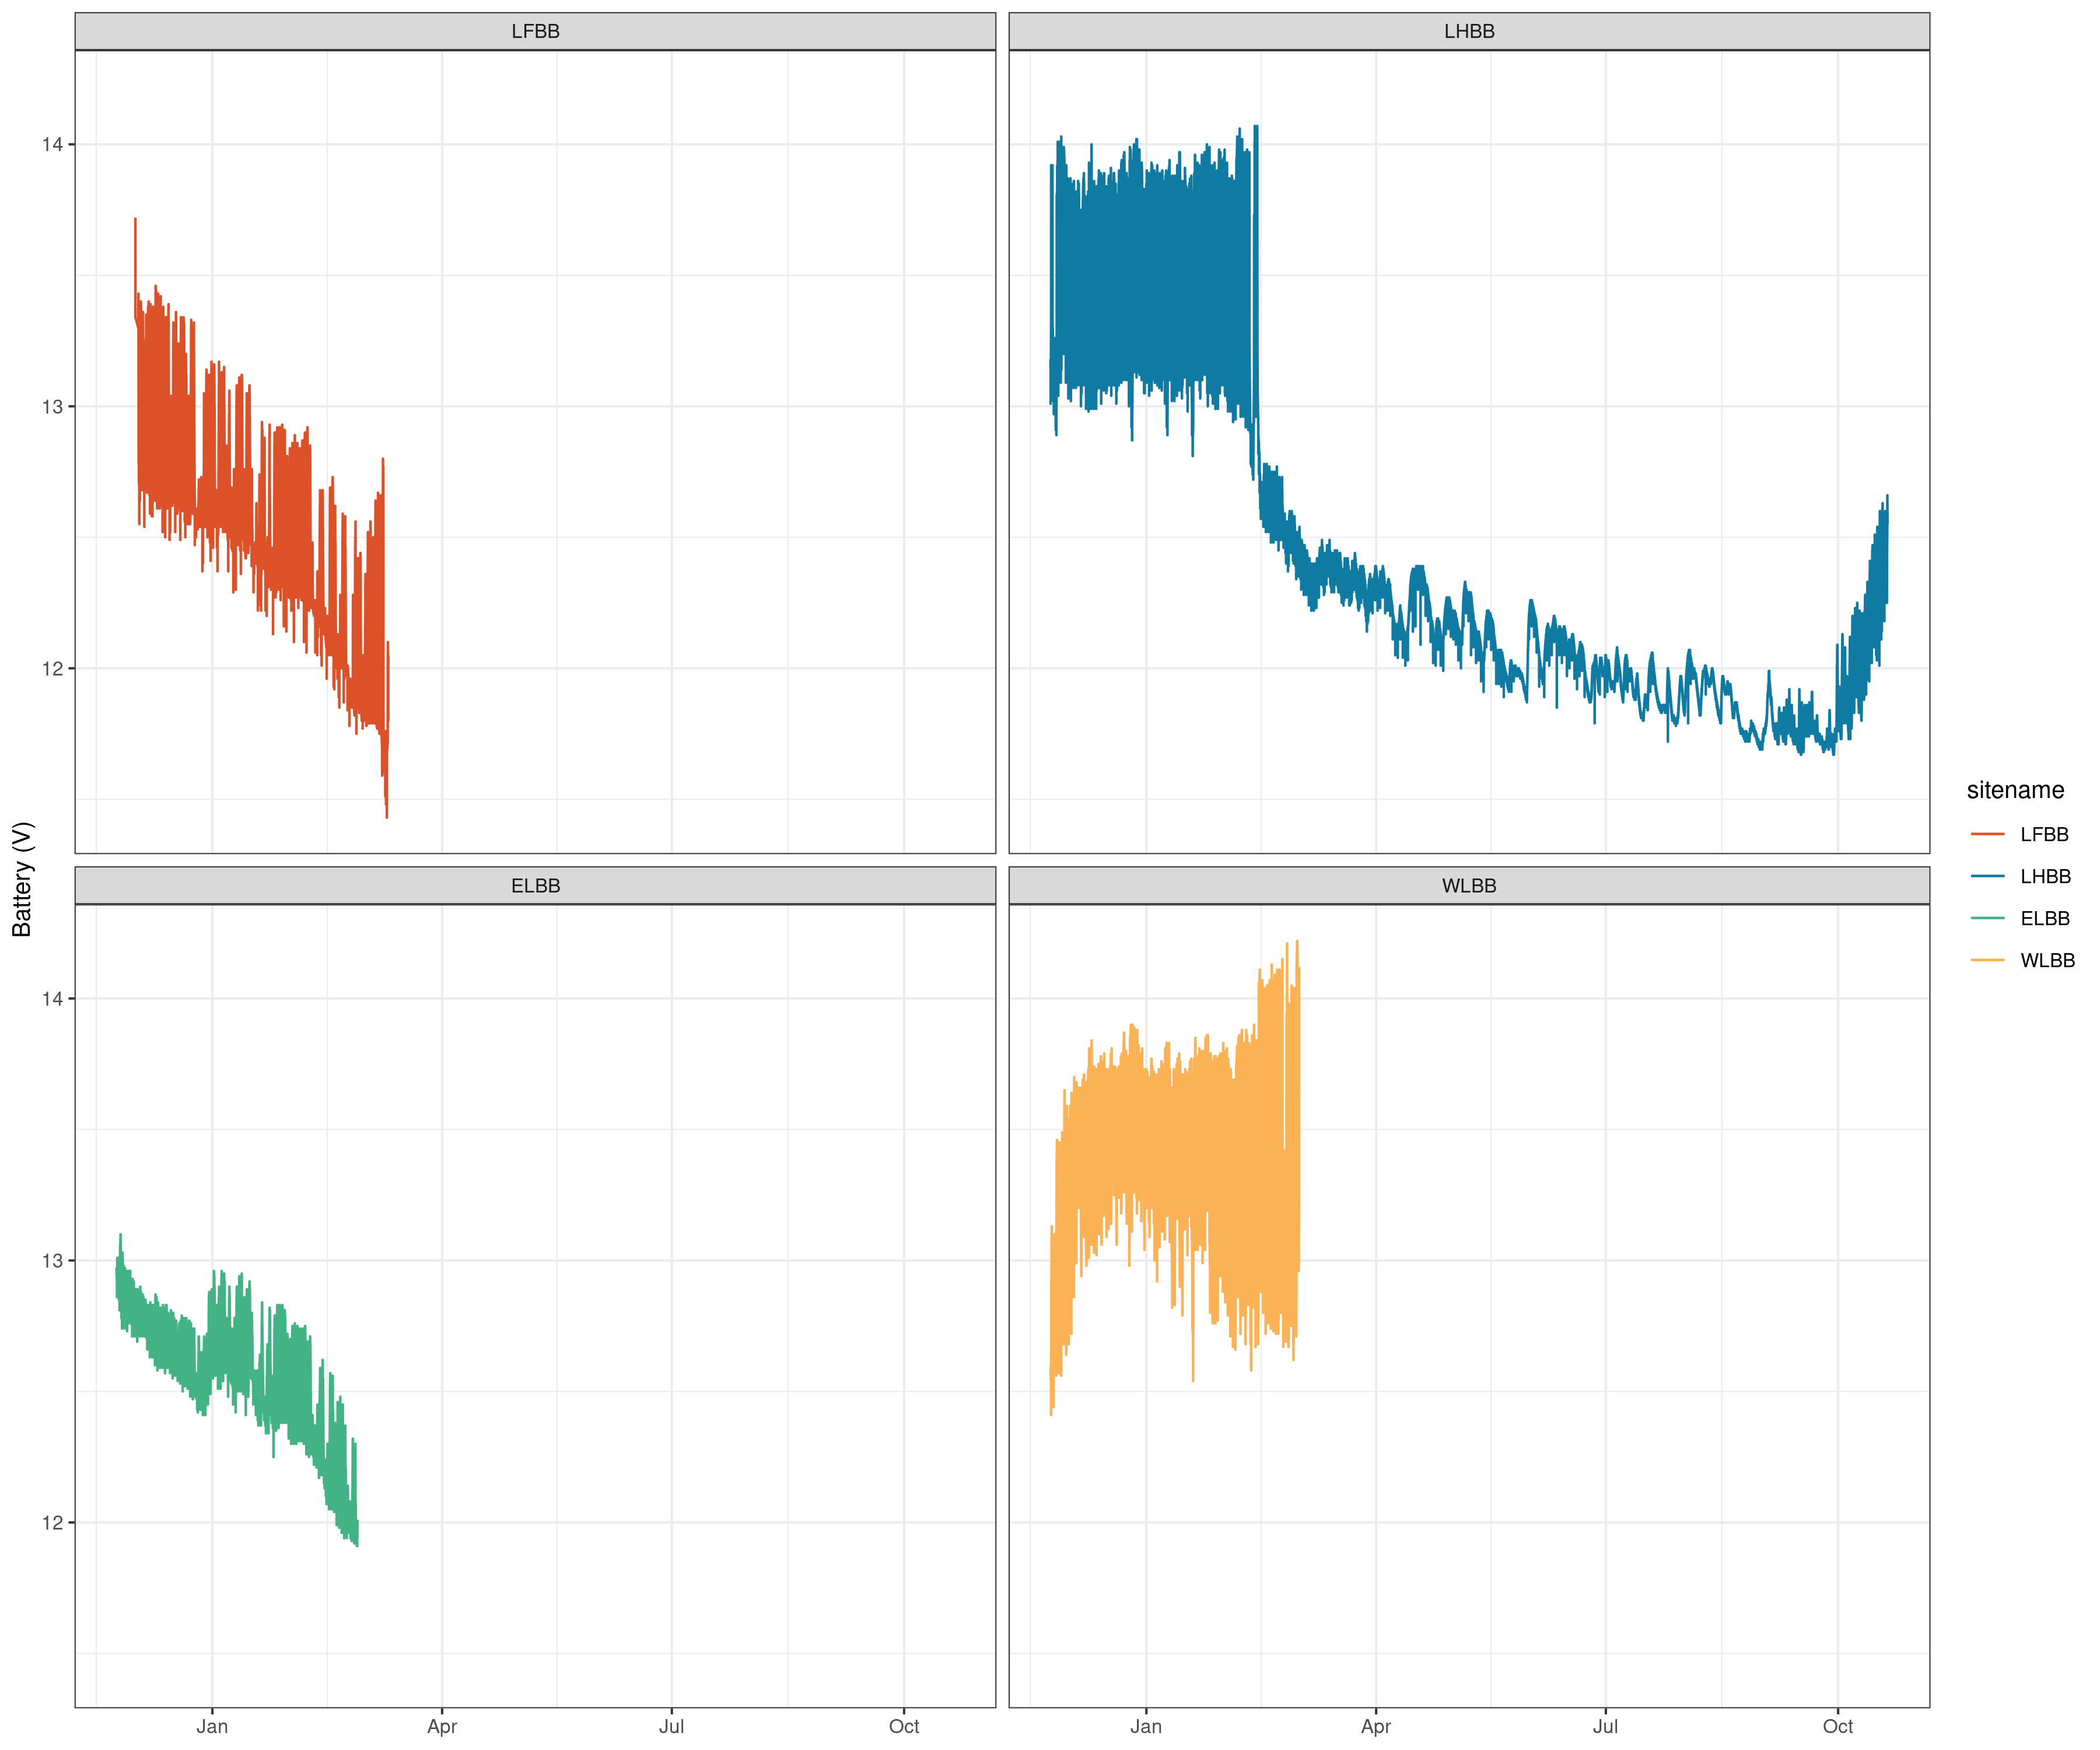 LFBB
LHBB
14
13
12
ELBB
WLBB
14
13
12
Jan
Apr
Jul
Oct
Jan
Apr
Jul
Oct
Battery (V)
sitename
LFBB
LHBB
ELBB
WLBB